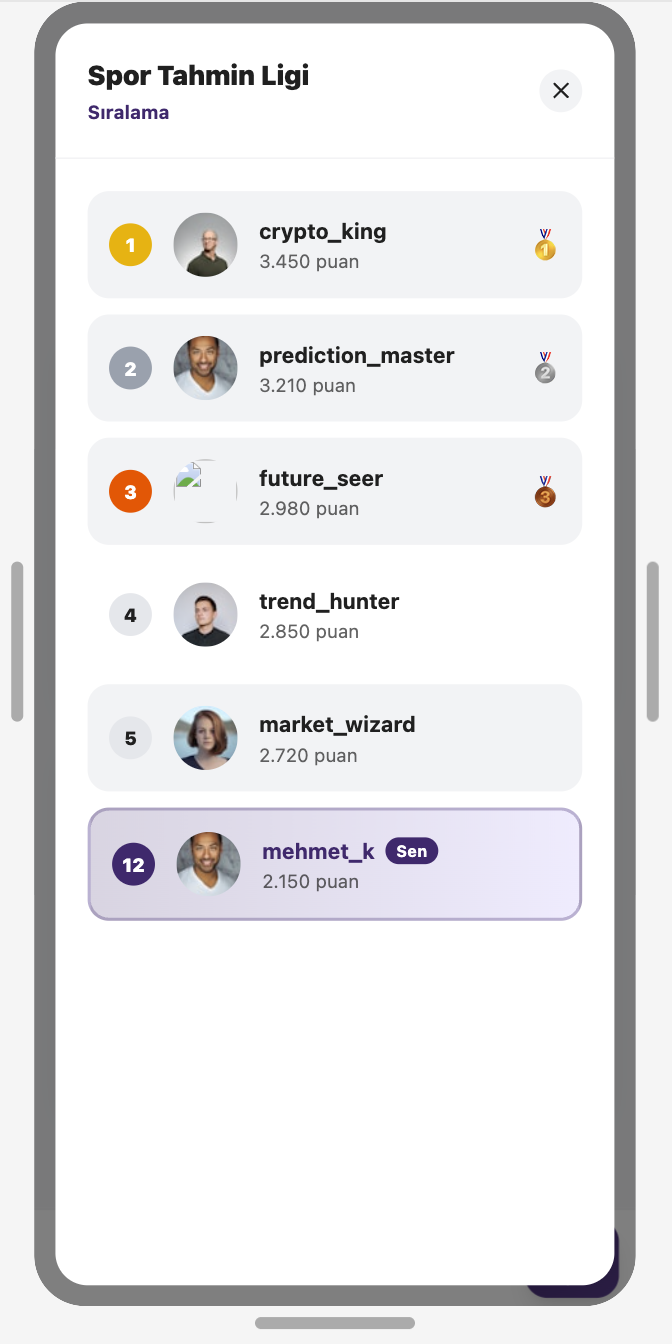 Spor Tahmin Ligi
Sıralama
1
crypto_king
3.450 puan
1
2
prediction_master
3.210 puan
2
3
future_seer
2.980 puan
3
4
trend_hunter
2.850 puan
5
market_wizard
2.720 puan
12
mehmet_k Sen
2.150 puan